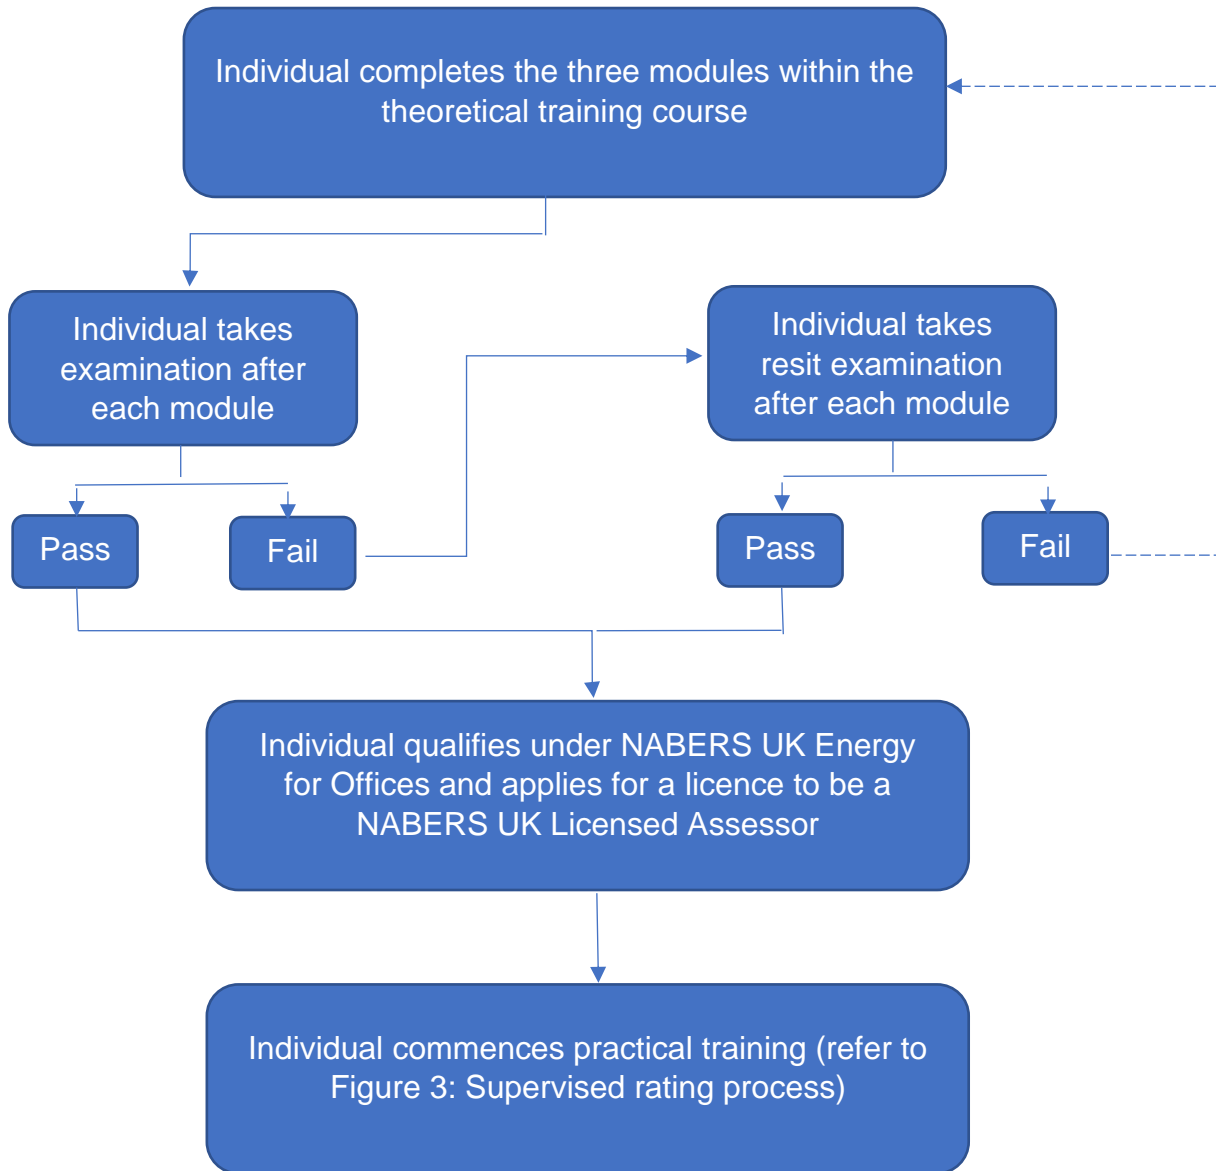 Individual completes the three modules within the
theoretical training course
Individual takes
examination after
each module
Individual takes
resit examination
after each module
Pass
Fail
Pass
Fail
Individual qualifies under NABERS UK Energy
for Offices and applies for a licence to be a
NABERS UK Licensed Assessor
Individual commences practical training (refer to
Figure 3: Supervised rating process)